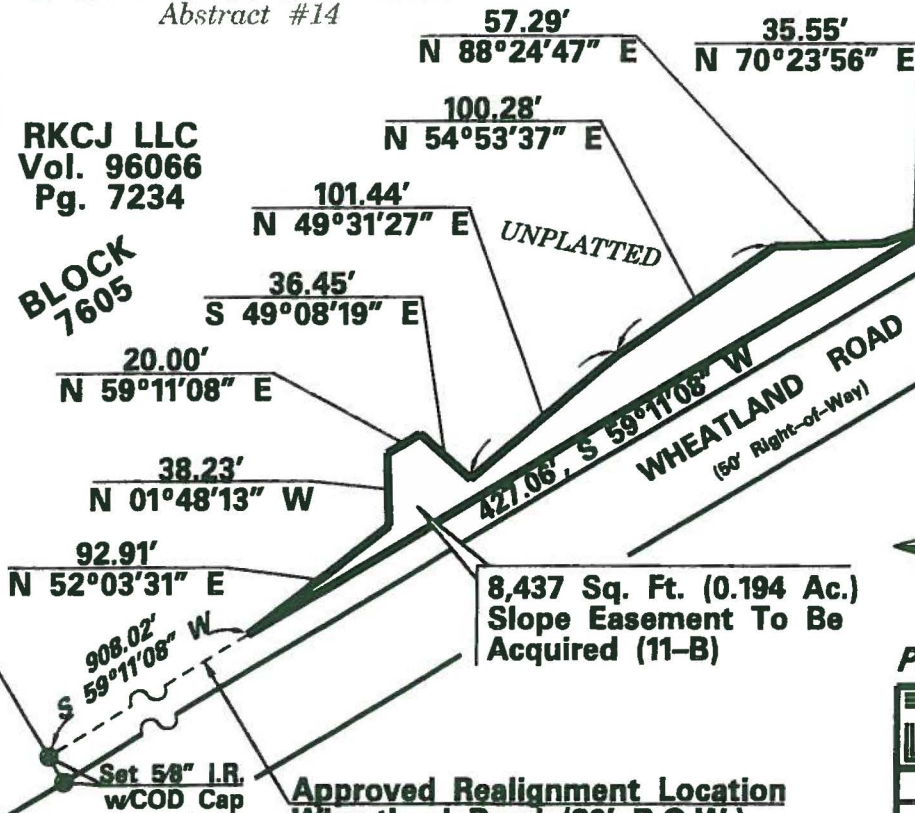 Abstract #14
57.29'
N 88°24'47" E
35.55'
N 70°23'56" E
100.28'
N 54°53'37" E
RKCJ LLC
Vol. 96066
Pg. 7234
101.44'
N 49°31'27" E
UNPLATTED
BLOCK
7605
36.45'
S 49°08'19" E
20.00'
N 59°11'08" E
WHEATLAND ROAD
(50' Right-of-Way)
427.06', S 59°11'08" W
38.23'
N 01°48'13" W
92.91'
N 52°03'31" E
8,437 Sq. Ft. (0.194 Ac.)
Slope Easement To Be
Acquired (11-B)
908.02'
S 59°11'08" W
Set 5/8" I.R.
wCOD Cap
Approved Realignment Location